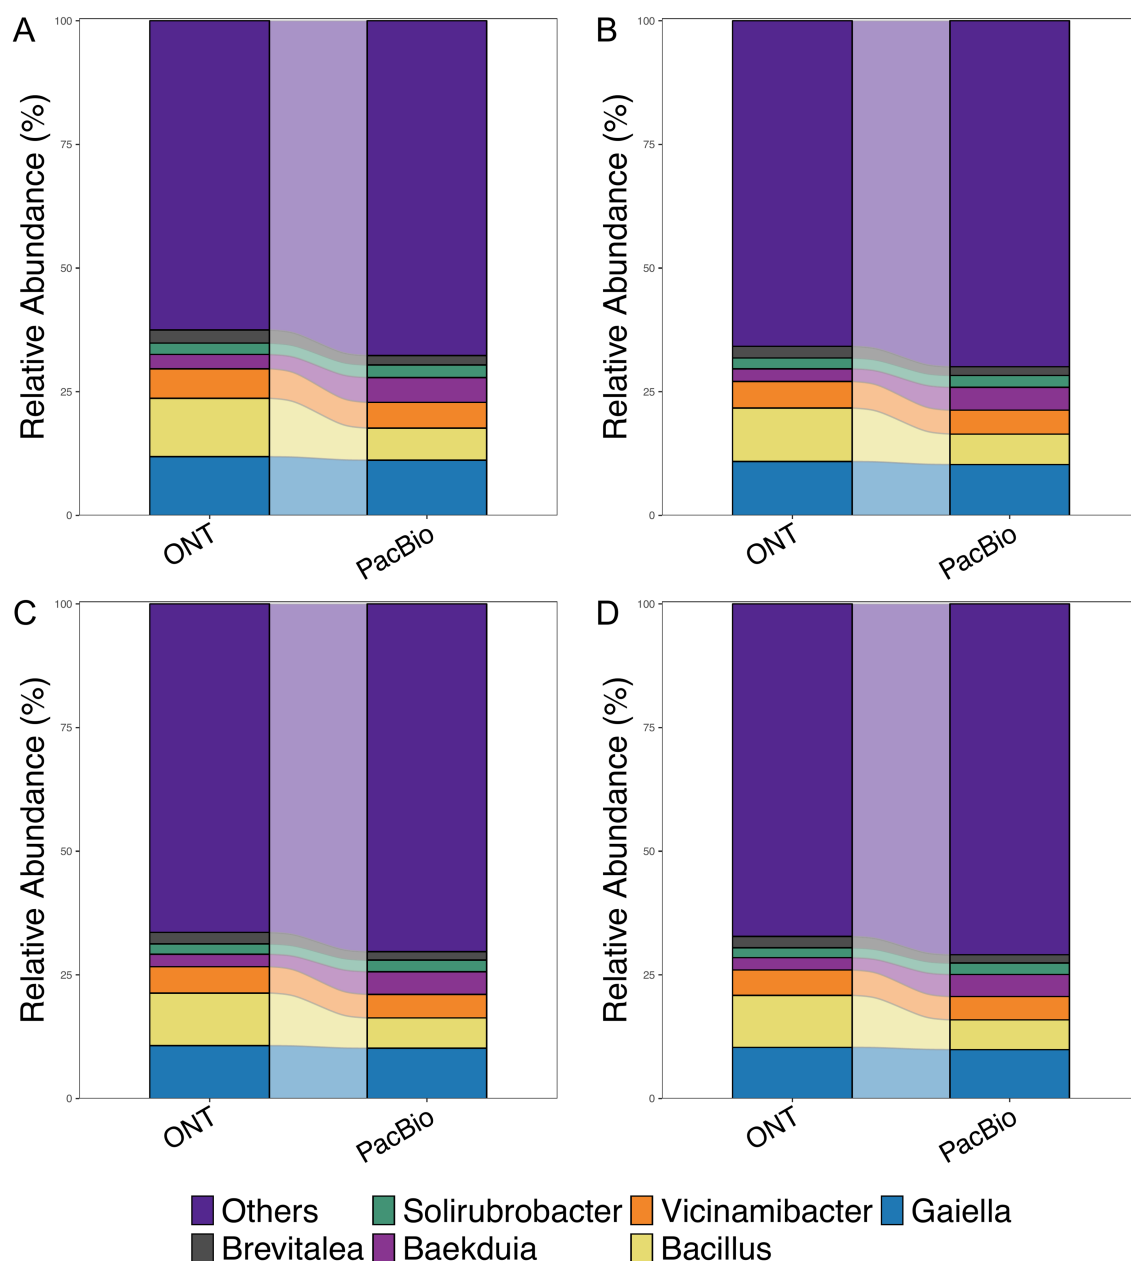 A
Relative Abundance (%)
100
75
50
25
0
ONT
PacBio
B
Relative Abundance (%)
100
75
50
25
0
ONT
PacBio
C
Relative Abundance (%)
100
75
50
25
0
ONT
PacBio
D
Relative Abundance (%)
100
75
50
25
0
ONT
PacBio
Others Solirubrobacter Vicinamibacter Gaiella
Brevitalea Baekduia Bacillus